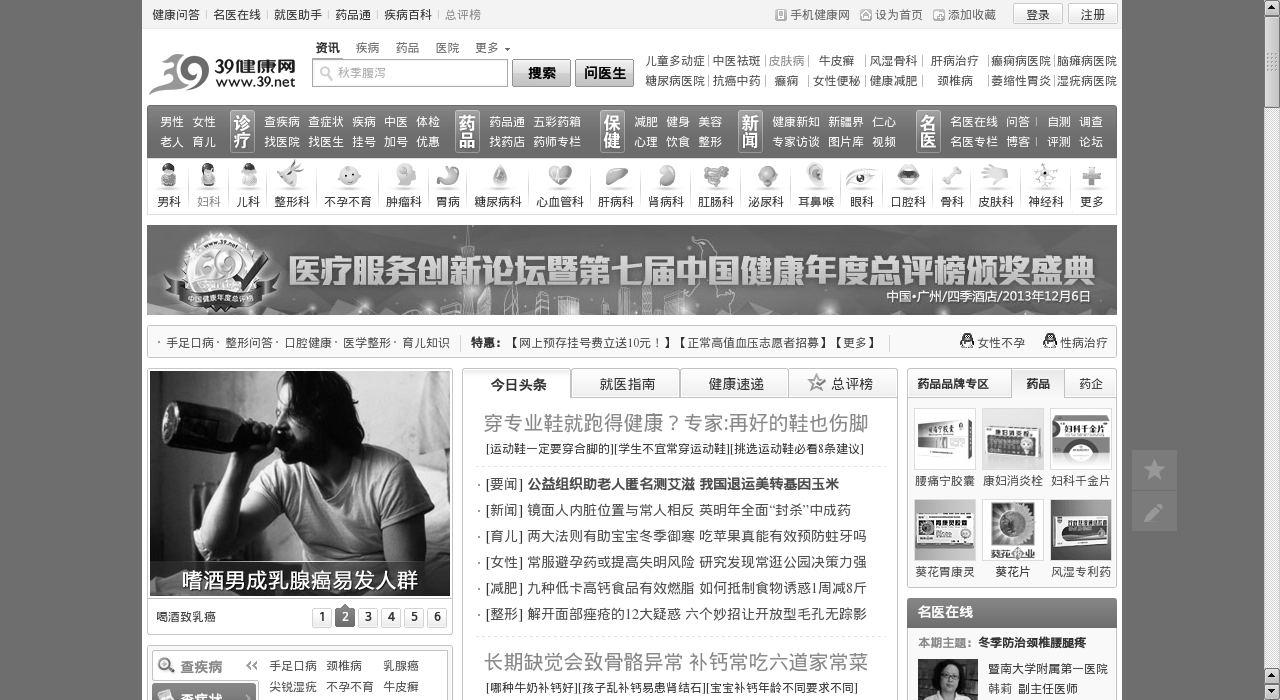 健康问答 名医在线 就医助手 药品通 疾病百科 总评榜 手机健康网 设为首页 添加收藏 登录 注册
资讯 疾病 药品 医院 更多
39健康网
www.39.net
秋季腹泻 搜索 问医生
儿童多动症 中医祛斑 皮肤病 牛皮癣 风湿骨科 肝病治疗 癫痫病医院 脑瘫病医院
糖尿病医院 抗癌中药 癫痫 女性便秘 健康减肥 颈椎病 萎缩性胃炎 湿疣病医院
男性 女性 诊疗 查疾病 查症状 疾病 中医 体检 药品 药品通 五彩药箱 保健 减肥 健身 美容 新闻 健康新知 新疆界 仁心 名医 名医在线 问答 自测 调查
老人 育儿 找医院 找医生 挂号 加号 优惠 找药店 药师专栏 心理 饮食 整形 专家访谈 图片库 视频 名医专栏 博客 评测 论坛
男科 妇科 儿科 整形科 不孕不育 肿瘤科 胃病 糖尿病科 心血管科 肝病科 肾病科 肛肠科 泌尿科 耳鼻喉 眼科 口腔科 骨科 皮肤科 神经科 更多
www.39.net
39
中国健康年度总评榜
医疗服务创新论坛暨第七届中国健康年度总评榜颁奖盛典
中国•广州/四季酒店/2013年12月6日
· 手足口病 · 整形问答 · 口腔健康 · 医学整形 · 育儿知识 特惠： 【网上预存挂号费立送10元！】【正常高值血压志愿者招募】【更多】 女性不孕 性病治疗
嗜酒男成乳腺癌易发人群
喝酒致乳癌 1 2 3 4 5 6
查疾病 << 手足口病 颈椎病 乳腺癌
查症状 尖锐湿疣 不孕不育 牛皮癣
今日头条 就医指南 健康速递 总评榜
穿专业鞋就跑得健康？专家:再好的鞋也伤脚
[运动鞋一定要穿合脚的][学生不宜常穿运动鞋][挑选运动鞋必看8条建议]
· [要闻] 公益组织助老人匿名测艾滋 我国退运美转基因玉米
· [新闻] 镜面人内脏位置与常人相反 英明年全面“封杀”中成药
· [育儿] 两大法则有助宝宝冬季御寒 吃苹果真能有效预防蛀牙吗
· [女性] 常服避孕药或提高失明风险 研究发现常逛公园决策力强
· [减肥] 九种低卡高钙食品有效燃脂 如何抵制食物诱惑1周减8斤
· [整形] 解开面部痤疮的12大疑惑 六个妙招让开放型毛孔无踪影
长期缺觉会致骨骼异常 补钙常吃六道家常菜
[哪种牛奶补钙好][孩子乱补钙易患肾结石][宝宝补钙年龄不同要求不同]
药品品牌专区 药品 药企
妇科千金片
腰痛宁胶囊 康妇消炎栓 妇科千金片
胃康灵胶囊
葵花药业
葵花胃康灵 葵花片 风湿专利药
名医在线
本期主题： 冬季防治颈椎腰腿疼
暨南大学附属第一医院
韩莉 副主任医师